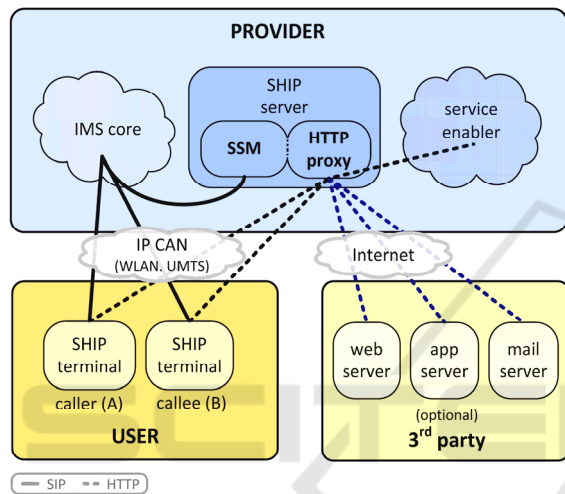 PROVIDER
IMS core
SHIP
server
SSM
HTTP
proxy
service
enabler
IP CAN
(WLAN. UMTS)
Internet
SHIP
terminal
caller (A)
SHIP
terminal
callee (B)
USER
web
server
app
server
mail
server
(optional)
3rd party
SIP
HTTP